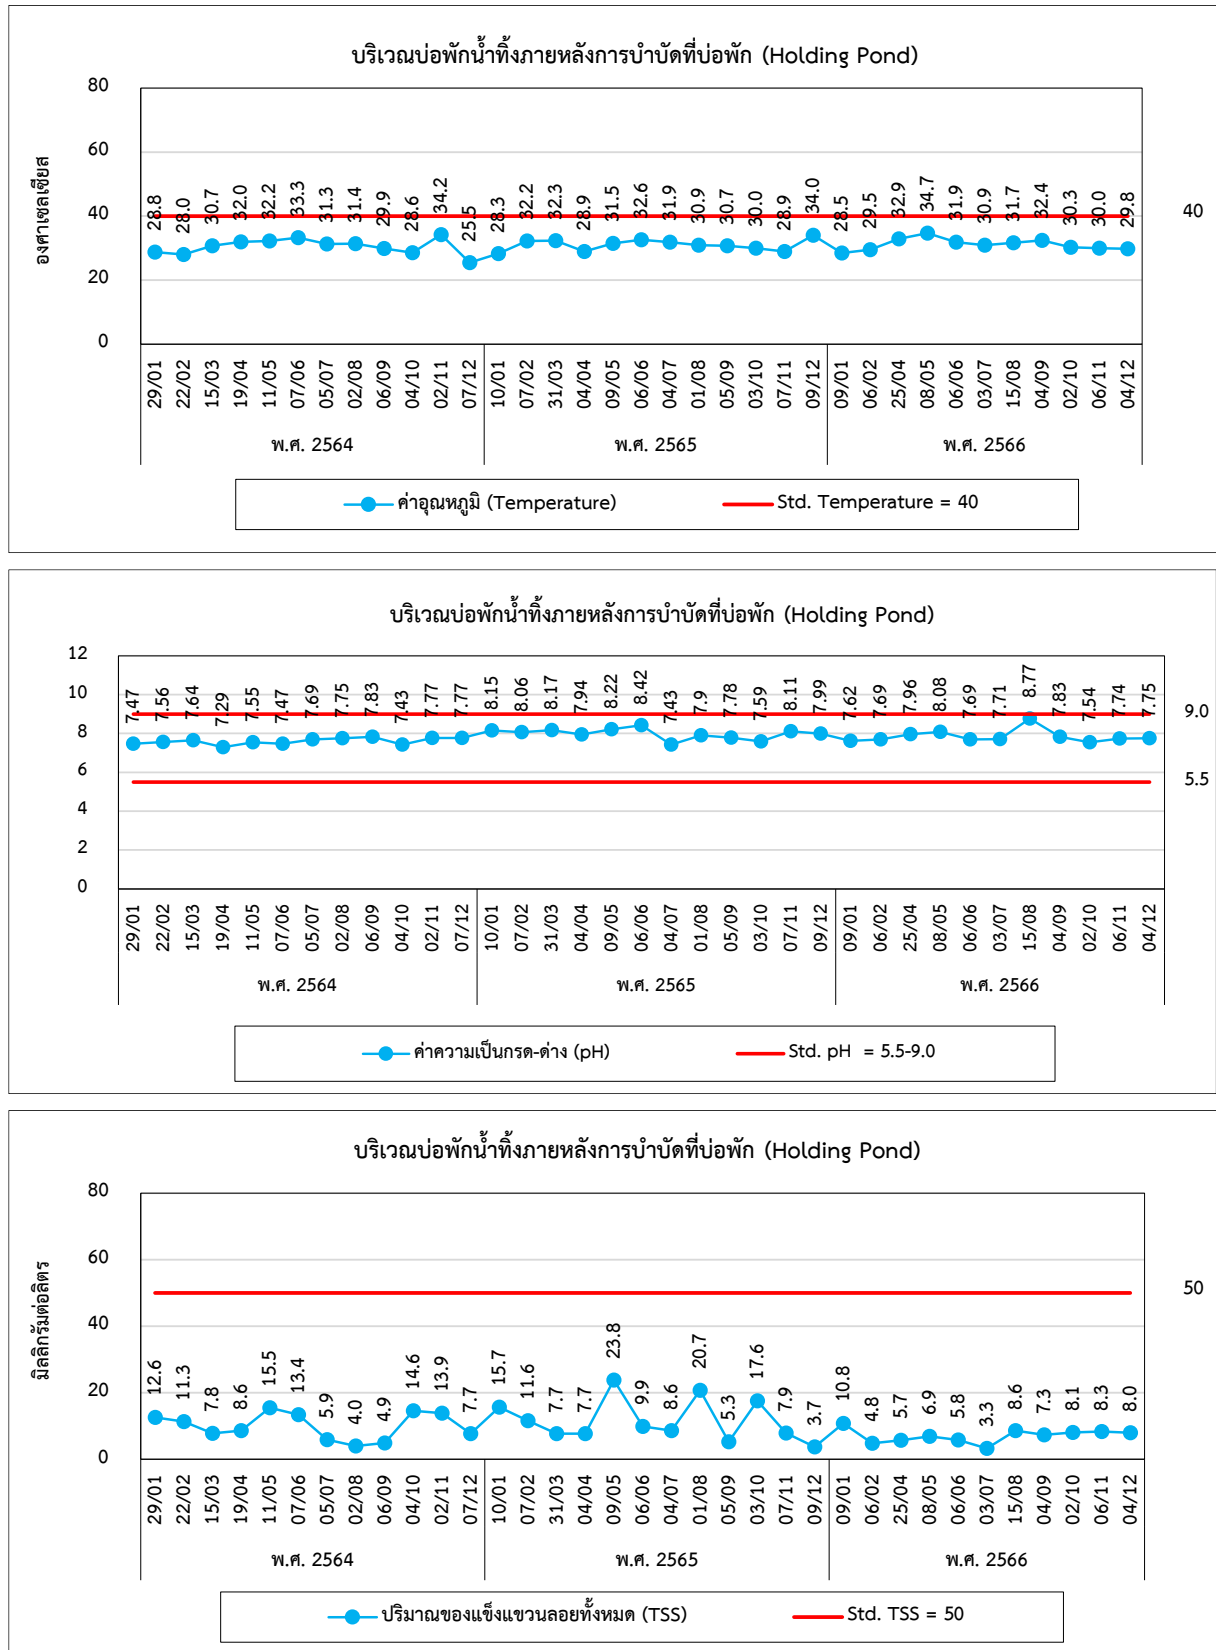 บริเวณบ่อพักน้ำทิ้งภายหลังการบำบัดที่บ่อพัก (Holding Pond)
องศาเซลเซียส
80
60
40
20
0
28.8 28.0 30.7 32.0 32.2 33.3 31.3 31.4 29.9 28.6 34.2 25.5 28.3 32.2 32.3 28.9 31.5 32.6 31.9 30.9 30.7 30.0 28.9 34.0 28.5 29.5 32.9 34.7 31.9 30.9 31.7 32.4 30.3 30.0 29.8
40
29/01 22/02 15/03 19/04 11/05 07/06 05/07 02/08 06/09 04/10 02/11 07/12 10/01 07/02 31/03 04/04 09/05 06/06 04/07 01/08 05/09 03/10 07/11 09/12 09/01 06/02 25/04 08/05 06/06 03/07 15/08 04/09 02/10 06/11 04/12
พ.ศ. 2564 พ.ศ. 2565 พ.ศ. 2566
ค่าอุณหภูมิ (Temperature) Std. Temperature = 40
บริเวณบ่อพักน้ำทิ้งภายหลังการบำบัดที่บ่อพัก (Holding Pond)
12
10
8
6
4
2
0
7.47 7.56 7.64 7.29 7.55 7.47 7.69 7.75 7.83 7.43 7.77 7.77 8.15 8.06 8.17 7.94 8.22 8.42 7.43 7.9 7.78 7.59 8.11 7.99 7.62 7.69 7.96 8.08 7.69 7.71 8.77 7.83 7.54 7.74 7.75
9.0
5.5
29/01 22/02 15/03 19/04 11/05 07/06 05/07 02/08 06/09 04/10 02/11 07/12 10/01 07/02 31/03 04/04 09/05 06/06 04/07 01/08 05/09 03/10 07/11 09/12 09/01 06/02 25/04 08/05 06/06 03/07 15/08 04/09 02/10 06/11 04/12
พ.ศ. 2564 พ.ศ. 2565 พ.ศ. 2566
ค่าความเป็นกรด-ด่าง (pH) Std. pH = 5.5-9.0
บริเวณบ่อพักน้ำทิ้งภายหลังการบำบัดที่บ่อพัก (Holding Pond)
มิลลิกรัมต่อลิตร
80
60
40
20
0
12.6 11.3 7.8 8.6 15.5 13.4 5.9 4.0 4.9 14.6 13.9 7.7 15.7 11.6 7.7 7.7 23.8 9.9 8.6 20.7 5.3 17.6 7.9 3.7 10.8 4.8 5.7 6.9 5.8 3.3 8.6 7.3 8.1 8.3 8.0
50
29/01 22/02 15/03 19/04 11/05 07/06 05/07 02/08 06/09 04/10 02/11 07/12 10/01 07/02 31/03 04/04 09/05 06/06 04/07 01/08 05/09 03/10 07/11 09/12 09/01 06/02 25/04 08/05 06/06 03/07 15/08 04/09 02/10 06/11 04/12
พ.ศ. 2564 พ.ศ. 2565 พ.ศ. 2566
ปริมาณของแข็งแขวนลอยทั้งหมด (TSS) Std. TSS = 50